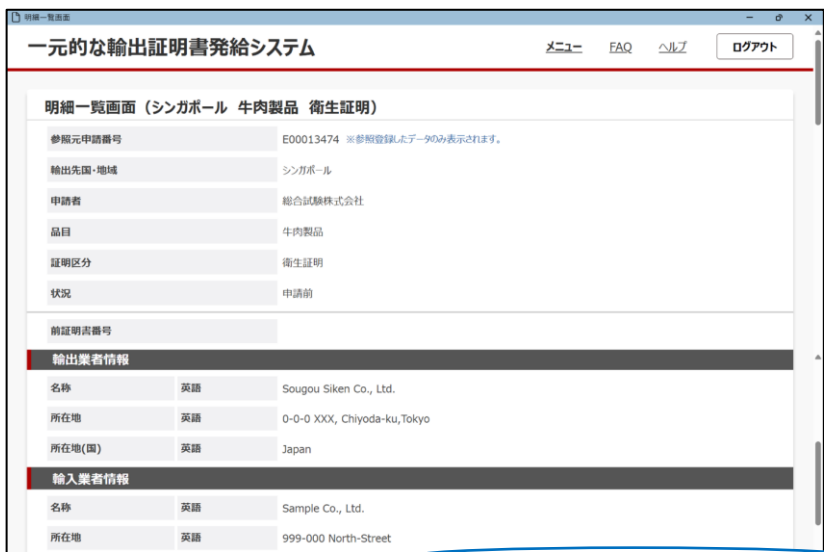 明細一覧画面
一元的な輸出証明書発給システム メニュー FAQ ヘルプ ログアウト
明細一覧画面（シンガポール 牛肉製品 衛生証明）
参照元申請番号 E00013474 ※参照登録したデータのみ表示されます。
輸出先国・地域 シンガポール
申請者 総合試験株式会社
品目 牛肉製品
証明区分 衛生証明
状況 申請前
前証明書番号
輸出業者情報
名称 英語 Sougou Siken Co., Ltd.
所在地 英語 0-0-0 XXX, Chiyoda-ku,Tokyo
所在地(国) 英語 Japan
輸入業者情報
名称 英語 Sample Co., Ltd.
所在地 英語 999-000 North-Street